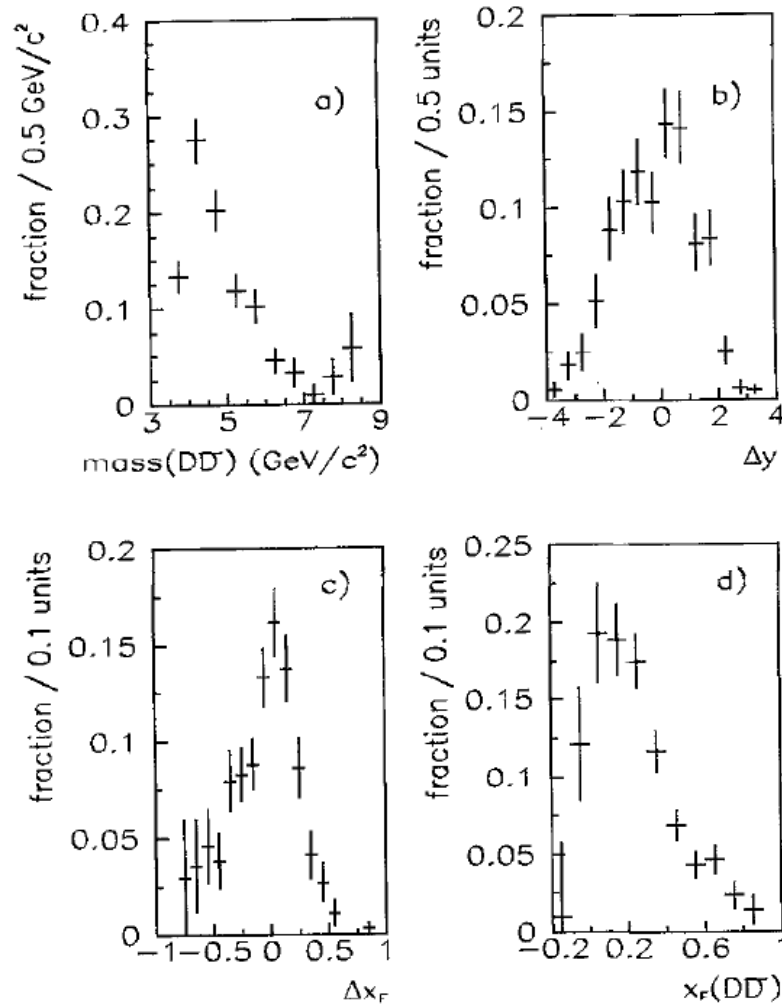 fraction / 0.5 GeV/c²
0.4
0.3
0.2
0.1
0
3 5 7 9
mass(DD̅) (GeV/c²)
a)
fraction / 0.5 units
0.2
0.15
0.1
0.05
0
−4 −2 0 2 4
Δy
b)
fraction / 0.1 units
0.2
0.15
0.1
0.05
0
−1 −0.5 0 0.5 1
Δx_F
c)
fraction / 0.1 units
0.25
0.2
0.15
0.1
0.05
0
−0.2 0.2 0.6 1
x_F(DD̅)
d)